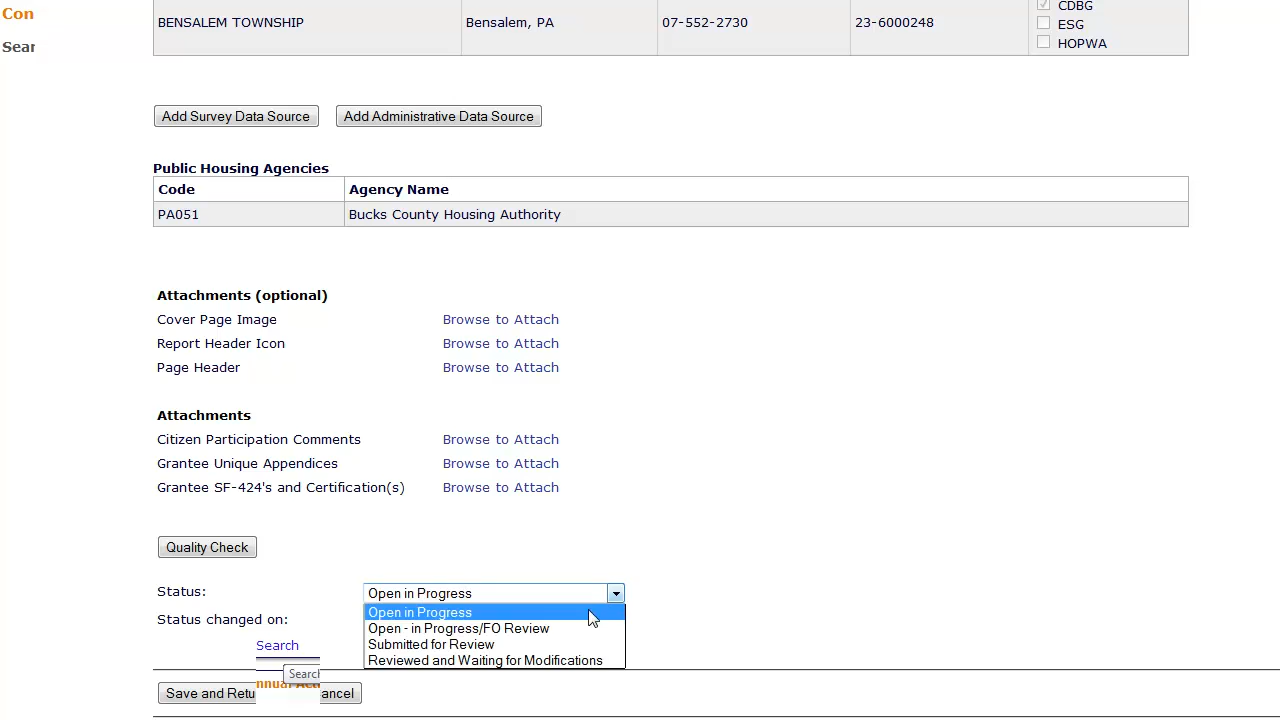 Con
Sear
BENSALEM TOWNSHIP Bensalem, PA 07-552-2730 23-6000248 CDBG
ESG
HOPWA
Add Survey Data Source Add Administrative Data Source
Public Housing Agencies
Code Agency Name
PA051 Bucks County Housing Authority
Attachments (optional)
Cover Page Image Browse to Attach
Report Header Icon Browse to Attach
Page Header Browse to Attach
Attachments
Citizen Participation Comments Browse to Attach
Grantee Unique Appendices Browse to Attach
Grantee SF-424's and Certification(s) Browse to Attach
Quality Check
Status: Open in Progress
Open in Progress
Status changed on: Open - in Progress/FO Review
Submitted for Review
Search Reviewed and Waiting for Modifications
Search
Save and Retu ancel